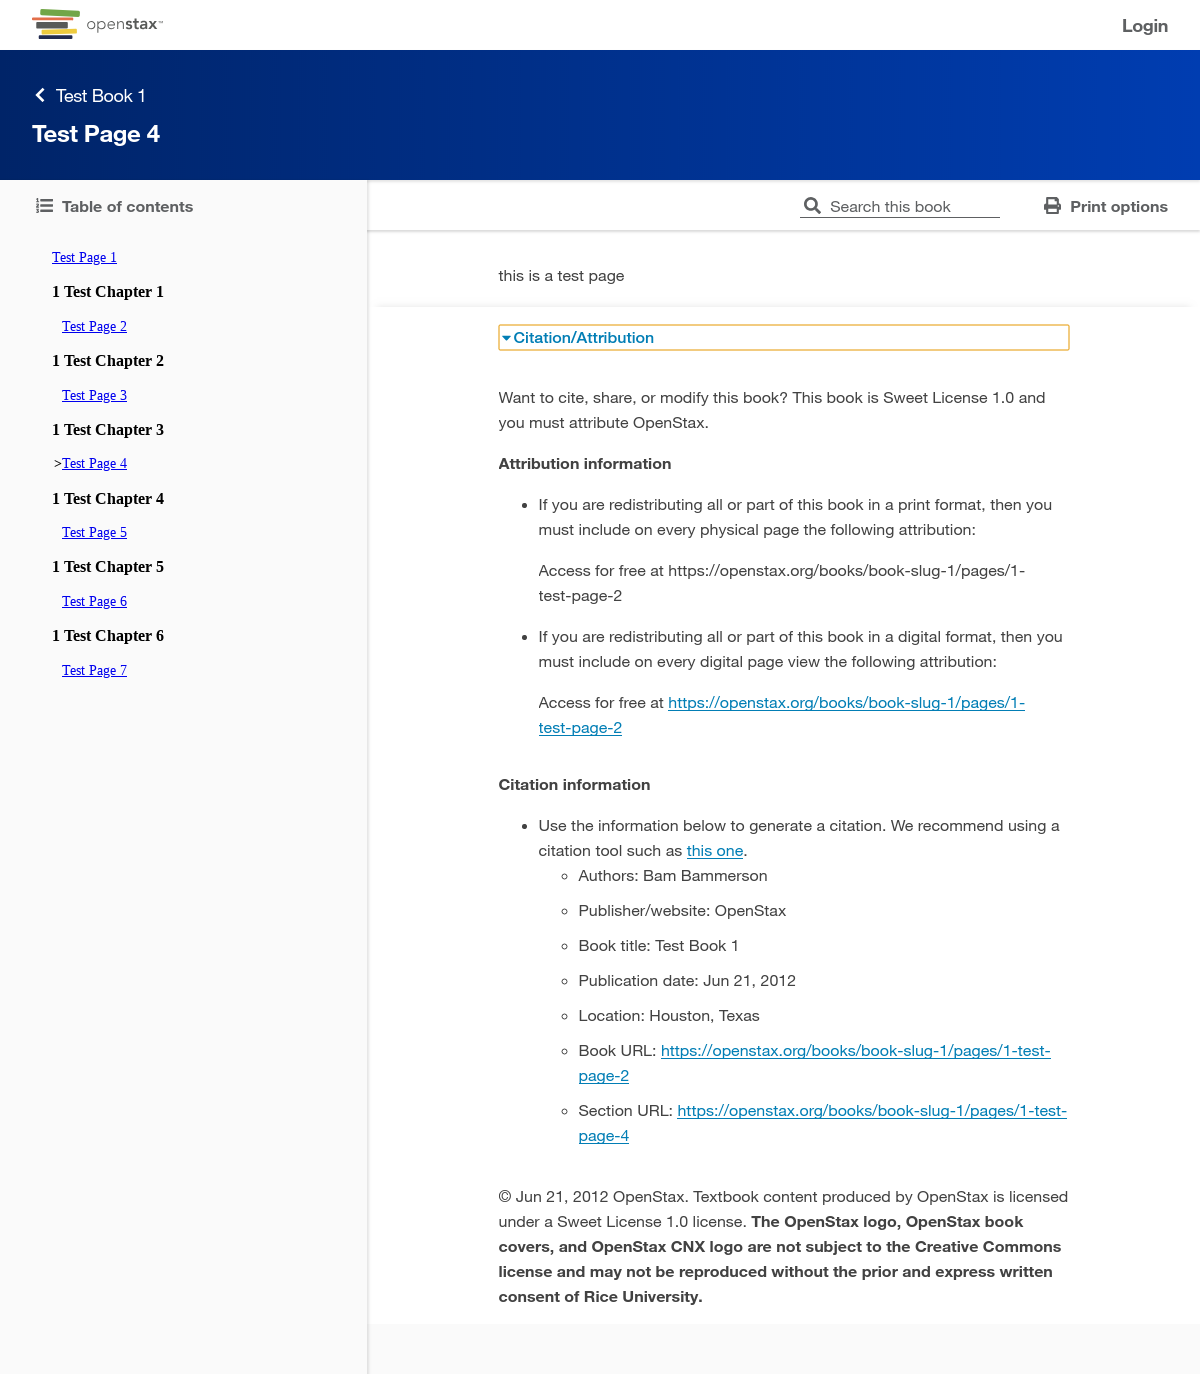 openstax™
Login
Test Book 1
Test Page 4
Table of contents
Search this book
Print options
Test Page 1
1 Test Chapter 1
Test Page 2
1 Test Chapter 2
Test Page 3
1 Test Chapter 3
>Test Page 4
1 Test Chapter 4
Test Page 5
1 Test Chapter 5
Test Page 6
1 Test Chapter 6
Test Page 7
this is a test page
Citation/Attribution
Want to cite, share, or modify this book? This book is Sweet License 1.0 and
you must attribute OpenStax.
Attribution information
• If you are redistributing all or part of this book in a print format, then you
must include on every physical page the following attribution:
Access for free at https://openstax.org/books/book-slug-1/pages/1-
test-page-2
• If you are redistributing all or part of this book in a digital format, then you
must include on every digital page view the following attribution:
Access for free at https://openstax.org/books/book-slug-1/pages/1-
test-page-2
Citation information
• Use the information below to generate a citation. We recommend using a
citation tool such as this one.
◦ Authors: Bam Bammerson
◦ Publisher/website: OpenStax
◦ Book title: Test Book 1
◦ Publication date: Jun 21, 2012
◦ Location: Houston, Texas
◦ Book URL: https://openstax.org/books/book-slug-1/pages/1-test-
page-2
◦ Section URL: https://openstax.org/books/book-slug-1/pages/1-test-
page-4
© Jun 21, 2012 OpenStax. Textbook content produced by OpenStax is licensed
under a Sweet License 1.0 license. The OpenStax logo, OpenStax book
covers, and OpenStax CNX logo are not subject to the Creative Commons
license and may not be reproduced without the prior and express written
consent of Rice University.